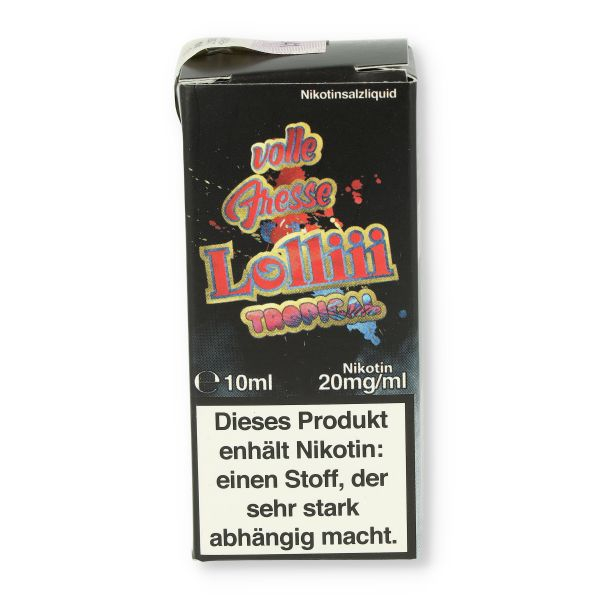 Nikotinsalzliquid
Volle
Fresse
Lolliii
TROPICAL
℮ 10ml
Nikotin
20mg/ml
Dieses Produkt
enhält Nikotin:
einen Stoff, der
sehr stark
abhängig macht.